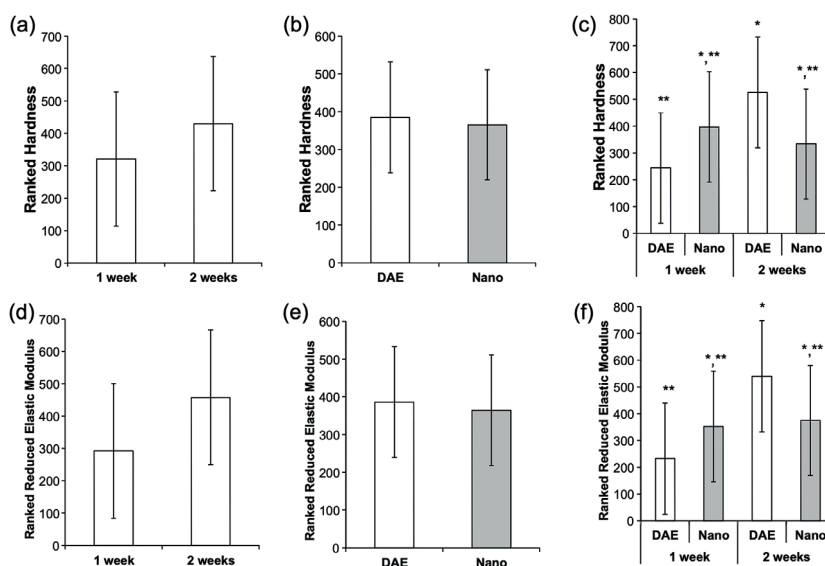 (a)
Ranked Hardness
700
600
500
400
300
200
100
0
1 week 2 weeks
(b)
Ranked Hardness
600
500
400
300
200
100
0
DAE Nano
(c)
Ranked Hardness
800
700
600
500
400
300
200
100
0
**
*,**
*
*,**
DAE Nano DAE Nano
1 week 2 weeks
(d)
Ranked Reduced Elastic Modulus
700
600
500
400
300
200
100
0
1 week 2 weeks
(e)
Ranked Reduced Elastic Modulus
600
500
400
300
200
100
0
DAE Nano
(f)
Ranked Reduced Elastic Modulus
800
700
600
500
400
300
200
100
0
**
*,**
*
*,**
DAE Nano DAE Nano
1 week 2 weeks